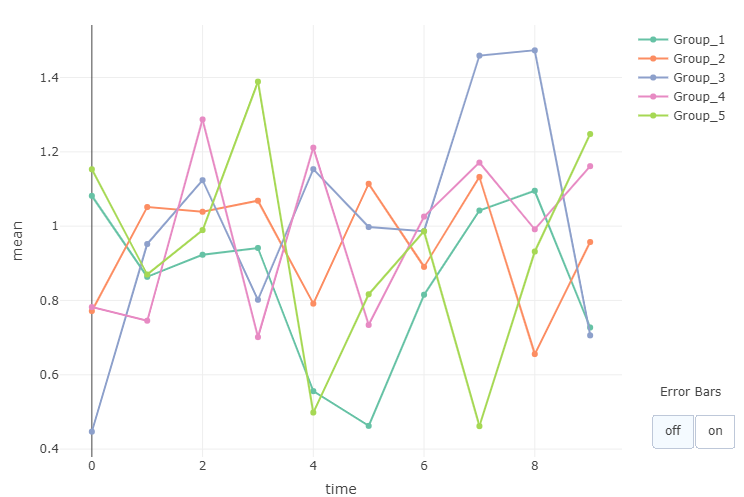 Group_1
Group_2
Group_3
Group_4
Group_5
1.4
1.2
1
0.8
0.6
0.4
mean
0
2
4
6
8
time
Error Bars
off
on